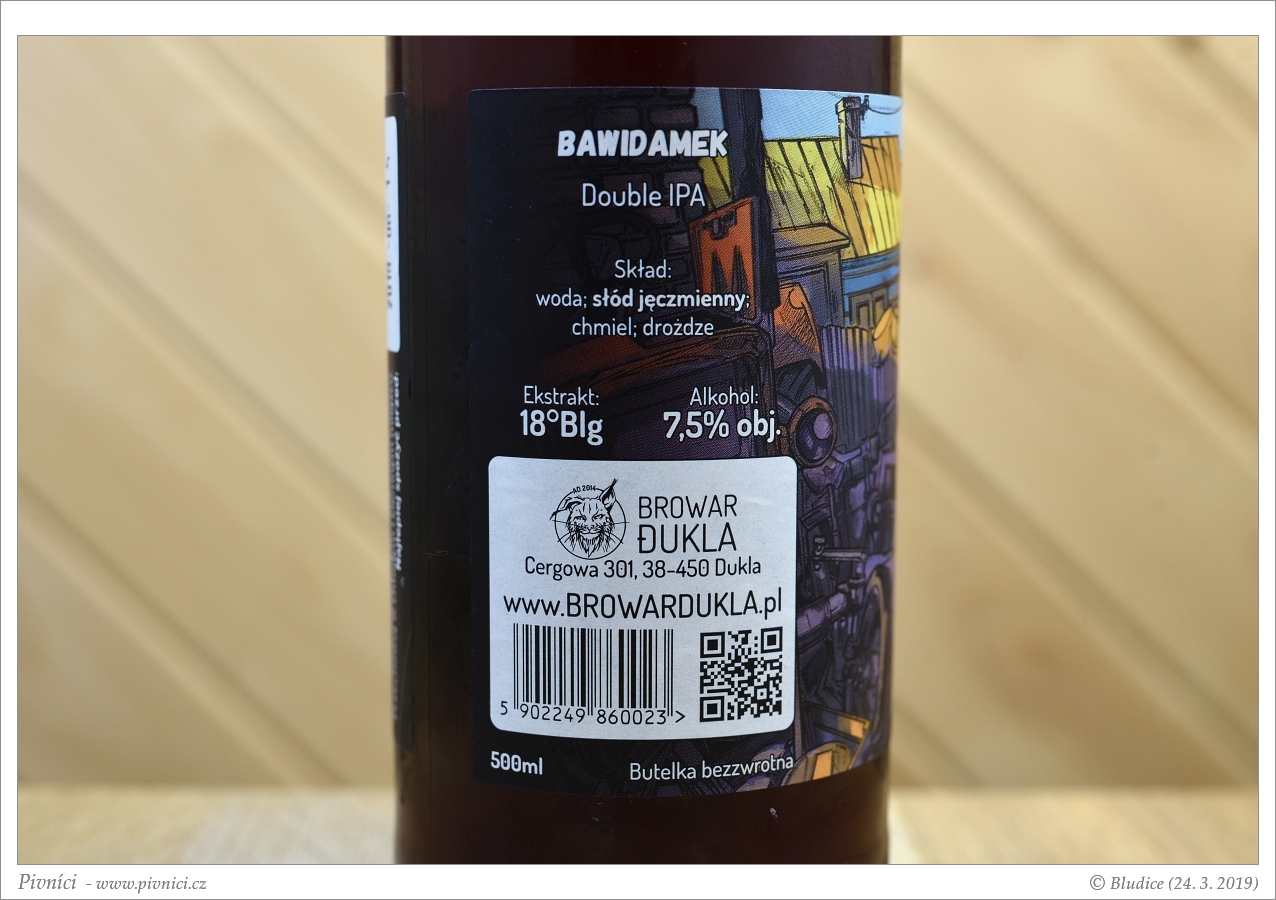 BAWIDAMEK
Double IPA
Skład:
woda; słód jęczmienny;
chmiel; drożdze
Ekstrakt:
Alkohol:
18°Blg
7,5% obj.
AD 2014
BROWAR
DUKLA
Cergowa 301, 38-450 Dukla
www.BROWARDUKLA.pl
5 902249 860023 >
500ml
Butelka bezzwrotna
Pivníci - www.pivnici.cz
© Bludice (24. 3. 2019)